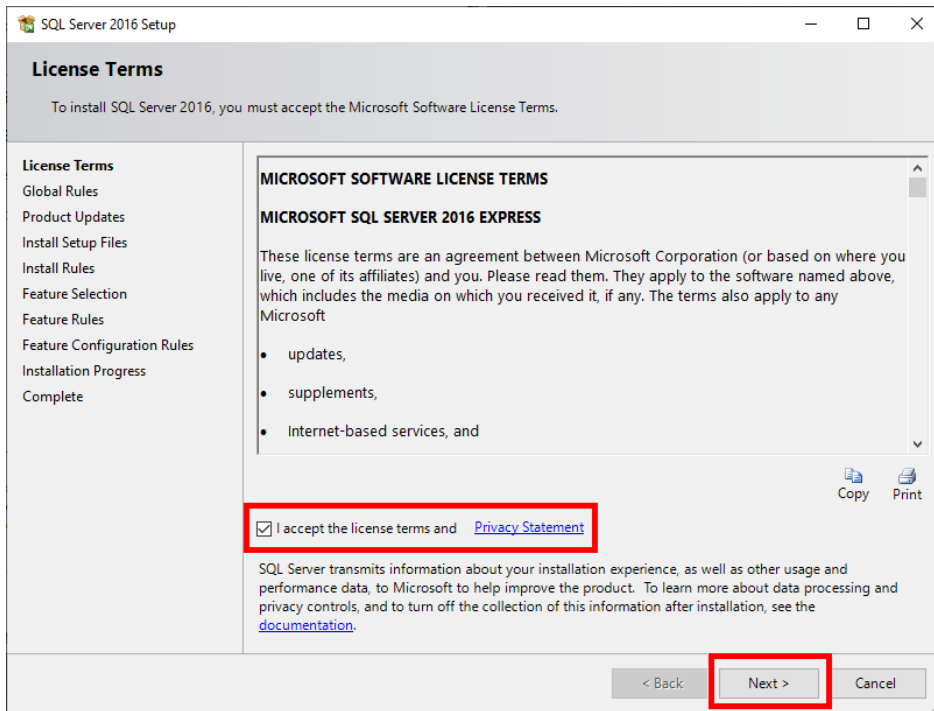 SQL Server 2016 Setup
License Terms
To install SQL Server 2016, you must accept the Microsoft Software License Terms.
License Terms
Global Rules
Product Updates
Install Setup Files
Install Rules
Feature Selection
Feature Rules
Feature Configuration Rules
Installation Progress
Complete
MICROSOFT SOFTWARE LICENSE TERMS
MICROSOFT SQL SERVER 2016 EXPRESS
These license terms are an agreement between Microsoft Corporation (or based on where you
live, one of its affiliates) and you. Please read them. They apply to the software named above,
which includes the media on which you received it, if any. The terms also apply to any
Microsoft
• updates,
• supplements,
• Internet-based services, and
Copy Print
I accept the license terms and Privacy Statement
SQL Server transmits information about your installation experience, as well as other usage and
performance data, to Microsoft to help improve the product. To learn more about data processing and
privacy controls, and to turn off the collection of this information after installation, see the
documentation.
< Back Next > Cancel